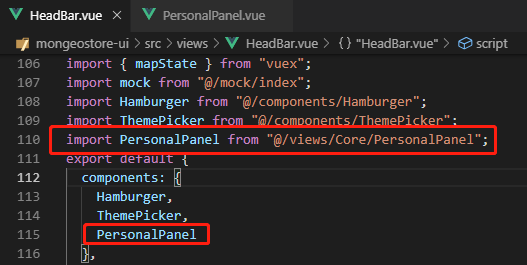 HeadBar.vue PersonalPanel.vue
mongeostore-ui > src > views > HeadBar.vue > {} "HeadBar.vue" > script
106 import { mapState } from "vuex";
107 import mock from "@/mock/index";
108 import Hamburger from "@/components/Hamburger";
109 import ThemePicker from "@/components/ThemePicker";
110 import PersonalPanel from "@/views/Core/PersonalPanel";
111 export default {
112 components: {
113 Hamburger,
114 ThemePicker,
115 PersonalPanel
116 },